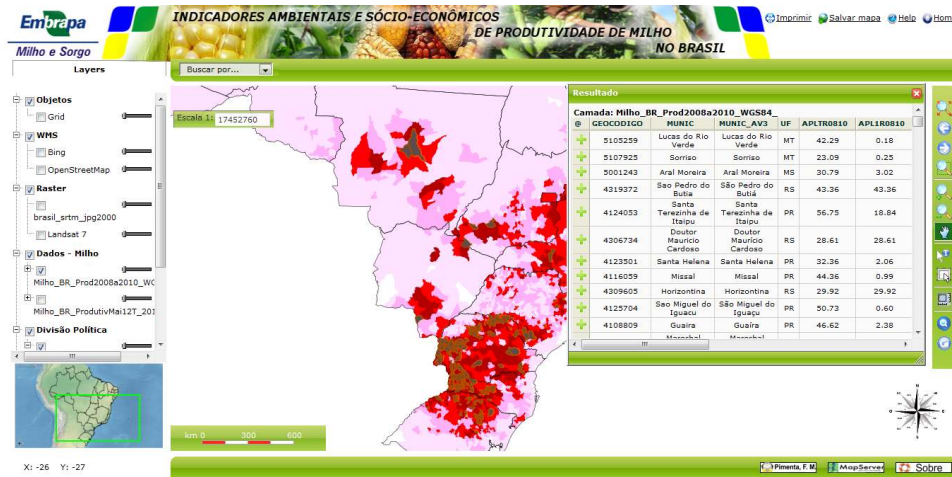 Embrapa
Milho e Sorgo
INDICADORES AMBIENTAIS E SÓCIO-ECONÔMICOS
DE PRODUTIVIDADE DE MILHO
NO BRASIL
Imprimir Salvar mapa Help Hom
Layers
Buscar por...
Objetos
Grid
WMS
Bing
OpenStreetMap
Raster
brasil_srtm_jpg2000
Landsat 7
Dados - Milho
Milho_BR_Prod2008a2010_WG
Milho_BR_ProdutivMai12T_201
Divisão Política
Escala 1: 17452760
km 0 300 600
Resultado
Camada: Milho_BR_Prod2008a2010_WGS84_
@ GEOCODIGO MUNIC MUNIC_AV3 UF APLTR0810 APL1R0810
5105259 Lucas do Rio Verde Lucas do Rio Verde MT 42.29 0.18
5107925 Sorriso Sorriso MT 23.09 0.25
5001243 Aral Moreira Aral Moreira MS 30.79 3.02
4319372 Sao Pedro do Butiá São Pedro do Butiá RS 43.36 43.36
4124053 Santa Terezinha de Itaipu Santa Terezinha de Itaipu PR 56.75 18.84
4306734 Doutor Mauricio Cardoso Doutor Maurício Cardoso RS 28.61 28.61
4123501 Santa Helena Santa Helena PR 32.36 2.06
4116059 Missal Missal PR 44.36 0.99
4309605 Horizontina Horizontina RS 29.92 29.92
4125704 Sao Miguel do Iguacu São Miguel do Iguaçu PR 50.73 0.60
4108809 Guaira Guaíra PR 46.62 2.38
X: -26 Y: -27
Pimenta, F. M. MapServer Sobre